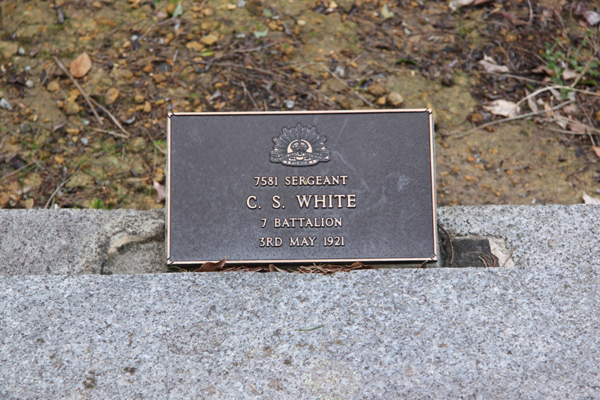 7581 SERGEANT
C. S. WHITE
7 BATTALION
3RD MAY 1921